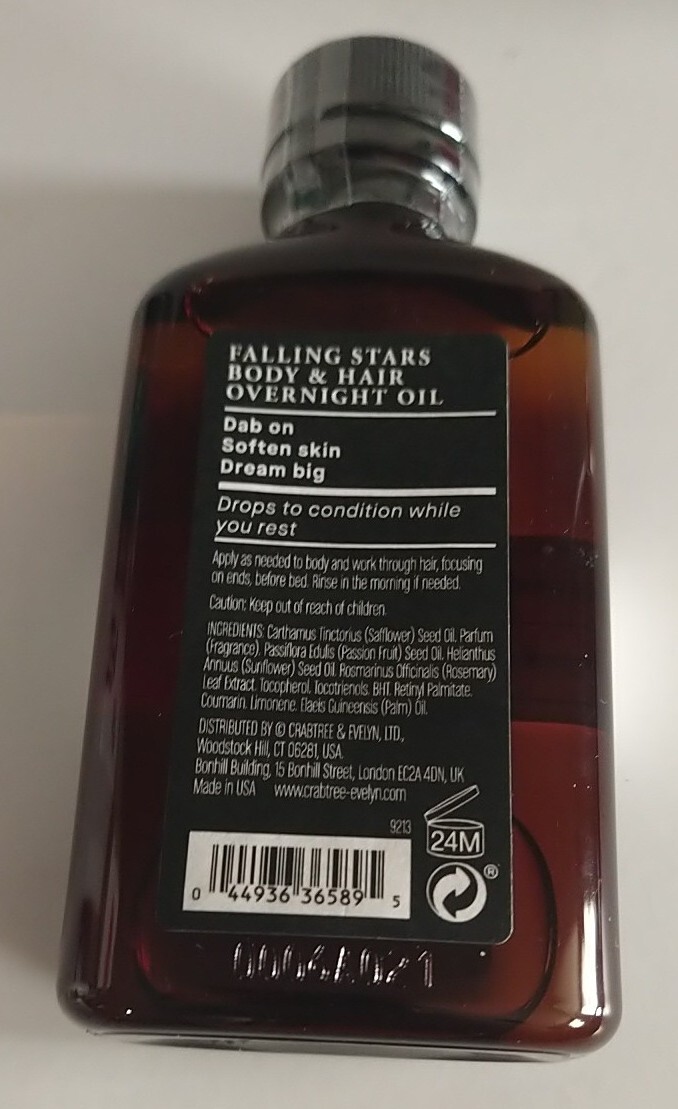 FALLING STARS
BODY & HAIR
OVERNIGHT OIL
Dab on
Soften skin
Dream big
Drops to condition while
you rest
Apply as needed to body and work through hair, focusing
on ends, before bed. Rinse in the morning if needed.
Caution: Keep out of reach of children.
INGREDIENTS: Carthamus Tinctorius (Safflower) Seed Oil, Parfum
(Fragrance), Passiflora Edulis (Passion Fruit) Seed Oil, Helianthus
Annuus (Sunflower) Seed Oil, Rosmarinus Officinalis (Rosemary)
Leaf Extract, Tocopherol, Tocotrienols, BHT, Retinyl Palmitate,
Coumarin, Limonene, Elaeis Guineensis (Palm) Oil.
DISTRIBUTED BY © CRABTREE & EVELYN, LTD.,
Woodstock Hill, CT 06281, USA
Bonhill Building, 15 Bonhill Street, London EC2A 4DN, UK
Made in USA www.crabtree-evelyn.com
9213
24M
®
0 44936 36589 5